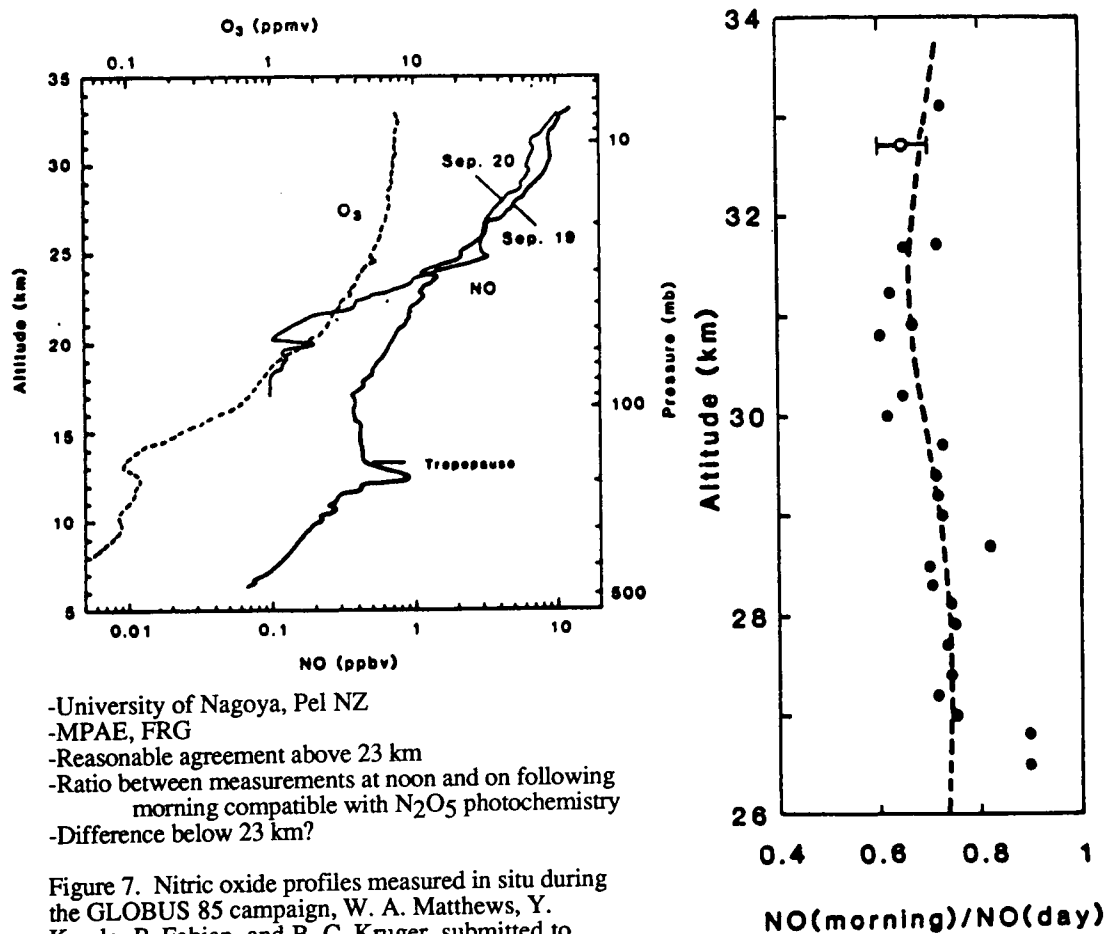 O3 (ppmv)
0.1 1 10
35
30
25
20
15
10
5
Altitude (km)
O3
Sep. 20
Sep. 19
NO
Tropopause
10
100
500
Pressure (mb)
0.01 0.1 1 10
NO (ppbv)
-University of Nagoya, Pel NZ
-MPAE, FRG
-Reasonable agreement above 23 km
-Ratio between measurements at noon and on following
morning compatible with N2O5 photochemistry
-Difference below 23 km?
Figure 7. Nitric oxide profiles measured in situ during
the GLOBUS 85 campaign, W. A. Matthews, Y.
P. Fabian, and B. C. Kruger, submitted to
34
32
30
28
26
Altitude (km)
0.4 0.6 0.8 1
NO(morning)/NO(day)